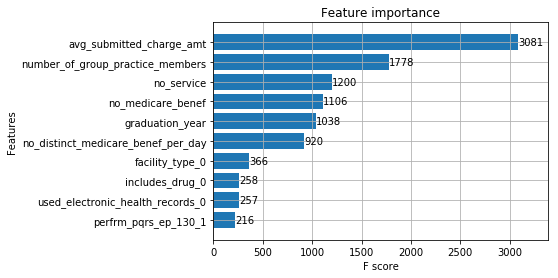 Feature importance
Features
avg_submitted_charge_amt 3081
number_of_group_practice_members 1778
no_service 1200
no_medicare_benef 1106
graduation_year 1038
no_distinct_medicare_benef_per_day 920
facility_type_0 366
includes_drug_0 258
used_electronic_health_records_0 257
perfrm_pqrs_ep_130_1 216
0 500 1000 1500 2000 2500 3000
F score